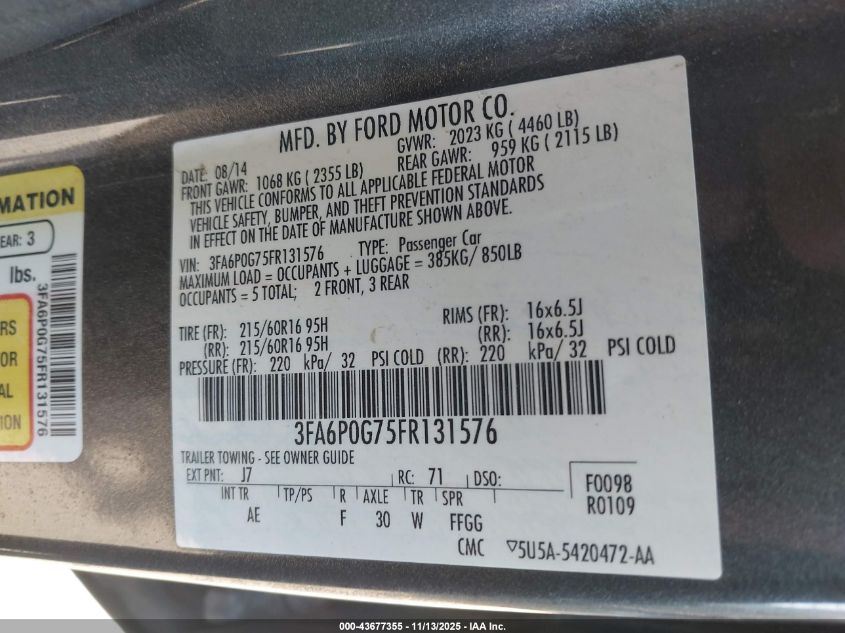 MFD. BY FORD MOTOR CO.
DATE: 08/14
GVWR: 2023 KG ( 4460 LB)
FRONT GAWR: 1068 KG ( 2355 LB)
REAR GAWR: 959 KG ( 2115 LB)
THIS VEHICLE CONFORMS TO ALL APPLICABLE FEDERAL MOTOR
VEHICLE SAFETY, BUMPER, AND THEFT PREVENTION STANDARDS
IN EFFECT ON THE DATE OF MANUFACTURE SHOWN ABOVE.
VIN: 3FA6P0G75FR131576 TYPE: Passenger Car
MAXIMUM LOAD = OCCUPANTS + LUGGAGE = 385KG/ 850LB
OCCUPANTS = 5 TOTAL; 2 FRONT, 3 REAR
TIRE (FR): 215/60R16 95H RIMS (FR): 16x6.5J
(RR): 215/60R16 95H (RR): 16x6.5J
PRESSURE (FR): 220 kPa/ 32 PSI COLD (RR): 220 kPa/ 32 PSI COLD
3FA6P0G75FR131576
TRAILER TOWING - SEE OWNER GUIDE
EXT PNT: J7 RC: 71 DSO:
F0098
R0109
INT TR TP/PS R AXLE TR SPR
AE F 30 W FFGG
CMC ▽5U5A-5420472-AA
MATION
EAR: 3
lbs.
RS
OR
AL
ION
3FA6P0G75FR131576
000-43677355 - 11/13/2025 - IAA Inc.